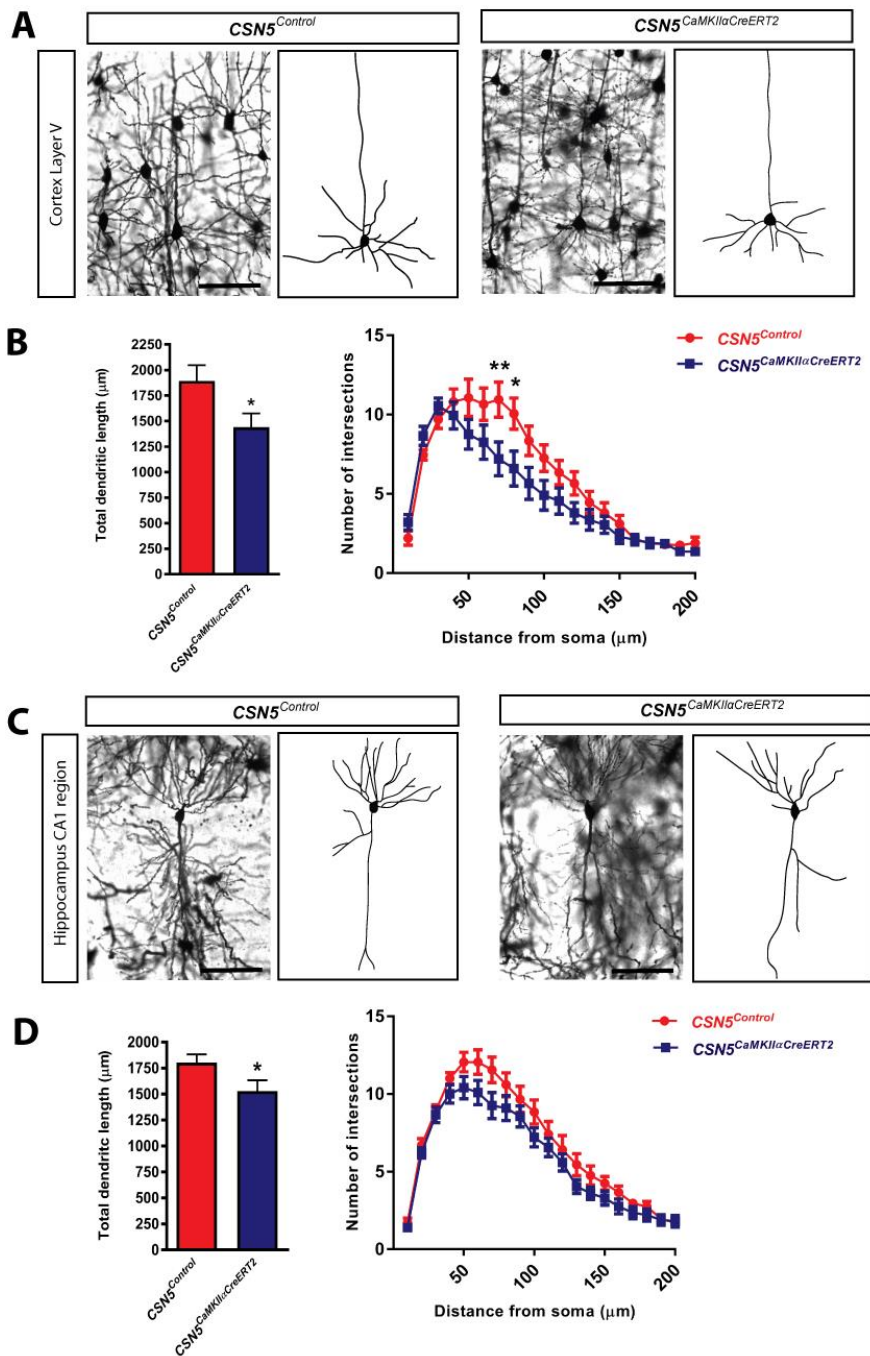 A
CSN5Control
CSN5CaMKIIαCreERT2
Cortex Layer V
B
Total dendritic length (μm)
2250
2000
1750
1500
1250
1000
750
500
250
0
*
CSN5Control
CSN5CaMKIIαCreERT2
Number of intersections
15
10
5
0
**
*
50
100
150
200
Distance from soma (μm)
CSN5Control
CSN5CaMKIIαCreERT2
C
CSN5Control
CSN5CaMKIIαCreERT2
Hippocampus CA1 region
D
Total dendritc length (μm)
2000
1750
1500
1250
1000
750
500
250
0
*
CSN5Control
CSN5CaMKIIαCreERT2
Number of intersections
15
10
5
0
50
100
150
200
Distance from soma (μm)
CSN5Control
CSN5CaMKIIαCreERT2